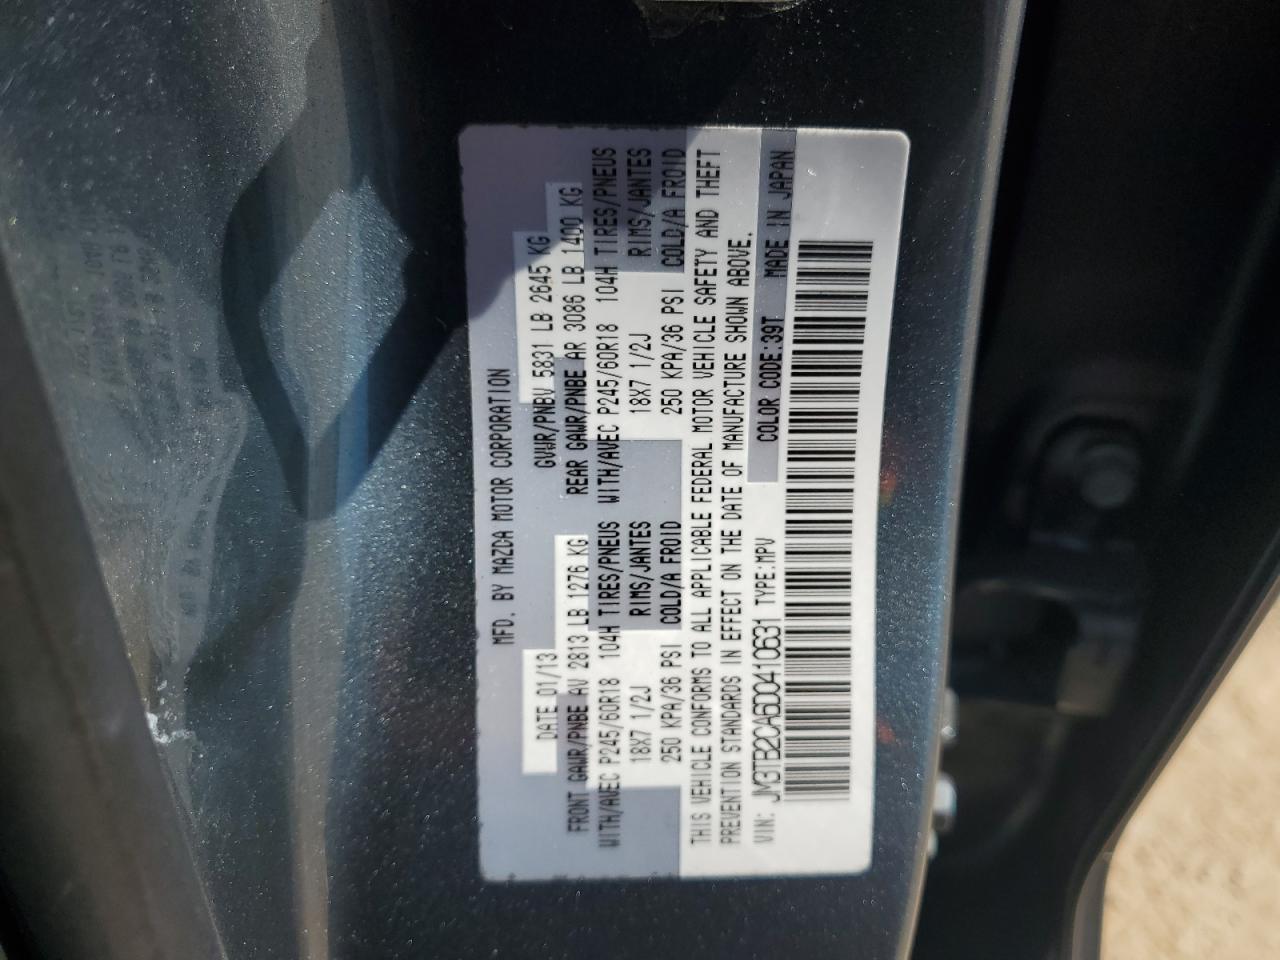 MFD. BY MAZDA MOTOR CORPORATION
DATE 01/13 GVWR/PNBV 5831 LB 2645 KG
FRONT GAWR/PNBE AV 2813 LB 1276 KG REAR GAWR/PNBE AR 3086 LB 1400 KG
WITH/AVEC P245/60R18 104H TIRES/PNEUS WITH/AVEC P245/60R18 104H TIRES/PNEUS
18X7 1/2J RIMS/JANTES 18X7 1/2J RIMS/JANTES
250 KPA/36 PSI COLD/A FROID 250 KPA/36 PSI COLD/A FROID
THIS VEHICLE CONFORMS TO ALL APPLICABLE FEDERAL MOTOR VEHICLE SAFETY AND THEFT
PREVENTION STANDARDS IN EFFECT ON THE DATE OF MANUFACTURE SHOWN ABOVE.
VIN: JM3TB2CA6D0410631 TYPE:MPV COLOR CODE:39T MADE IN JAPAN